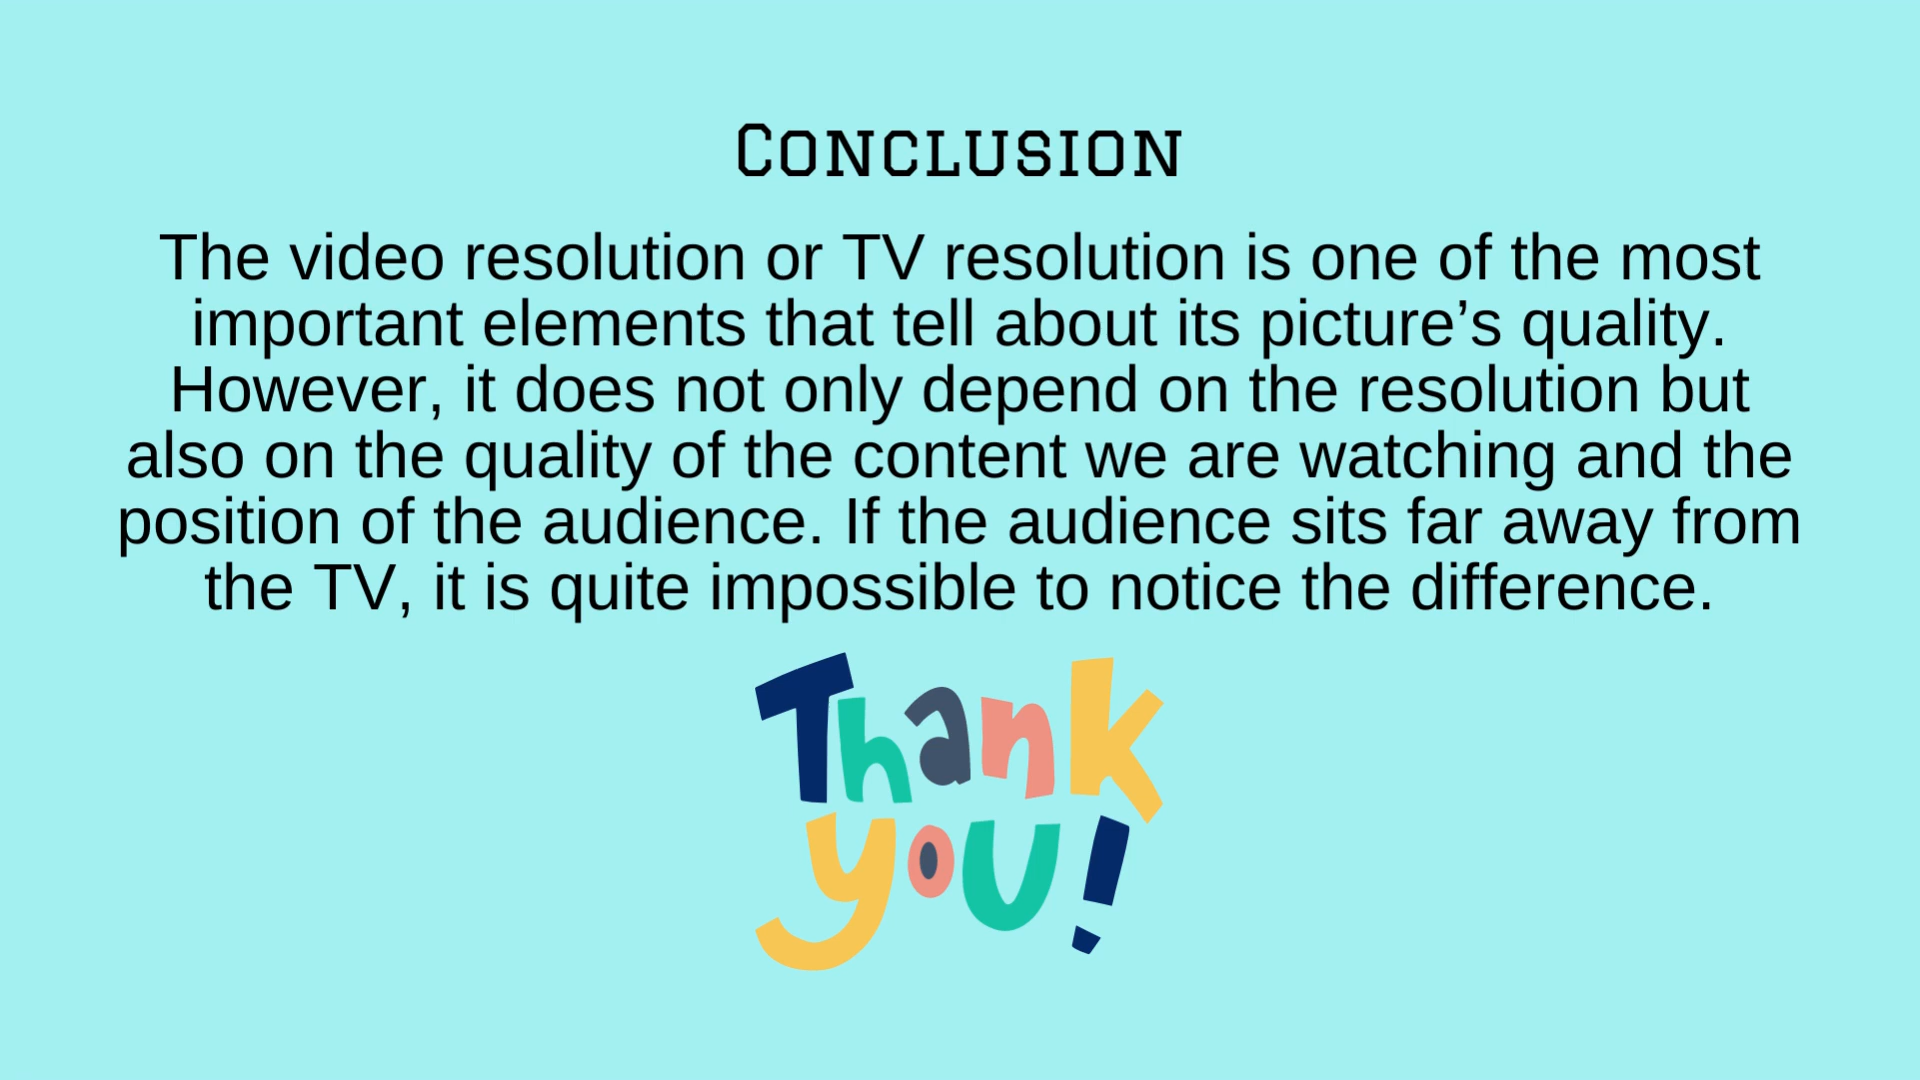 Conclusion
The video resolution or TV resolution is one of the most
important elements that tell about its picture’s quality.
However, it does not only depend on the resolution but
also on the quality of the content we are watching and the
position of the audience. If the audience sits far away from
the TV, it is quite impossible to notice the difference.
Thank
you!